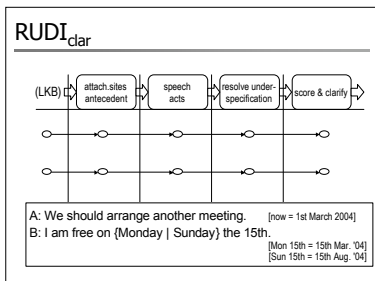 RUDIclar
(LKB) attach.sites antecedent speech acts resolve under-specification score & clarify
A: We should arrange another meeting. [now = 1st March 2004]
B: I am free on {Monday | Sunday} the 15th.
[Mon 15th = 15th Mar. '04]
[Sun 15th = 15th Aug. '04]